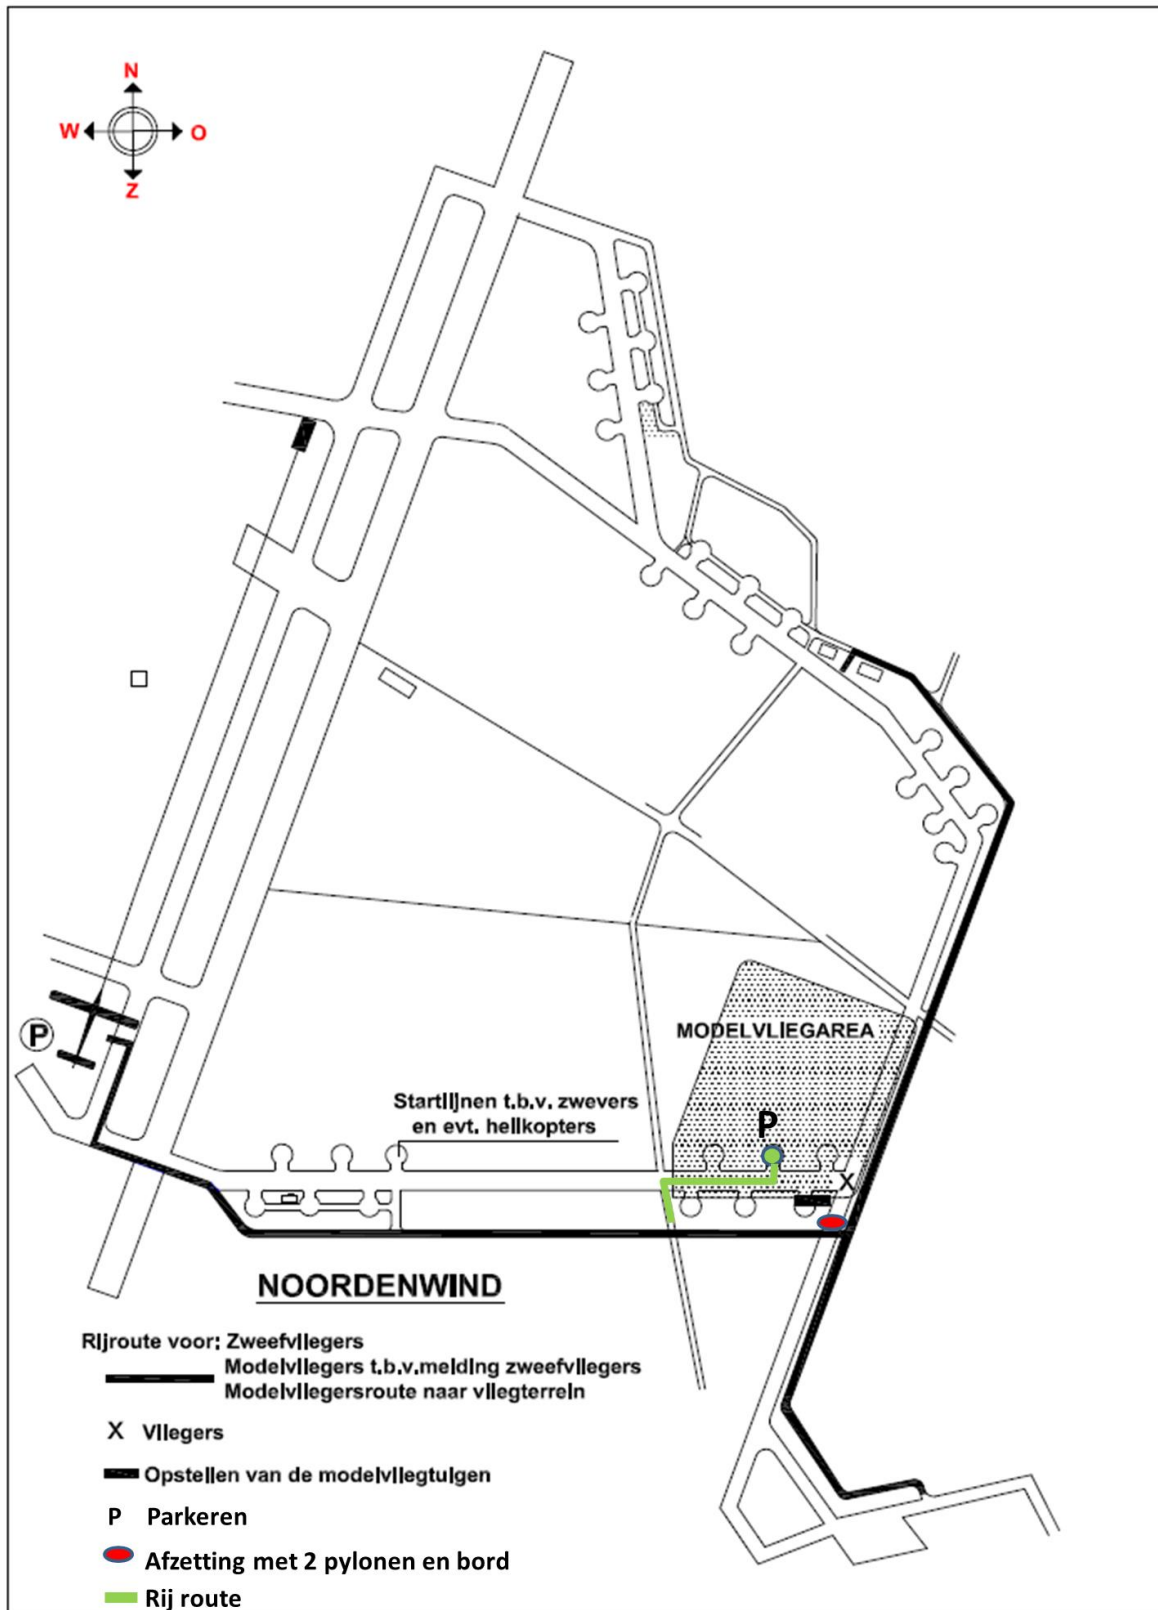 N
W O
Z
MODELVLIEGAREA
P
Startlijnen t.b.v. zwevers
en evt. helikopters
P
X
NOORDENWIND
Rijroute voor: Zweefvliegers
Modelvliegers t.b.v.melding zweefvliegers
Modelvliegersroute naar vliegterrein
X Vliegers
Opstellen van de modelvliegtuigen
P Parkeren
Afzetting met 2 pylonen en bord
Rij route